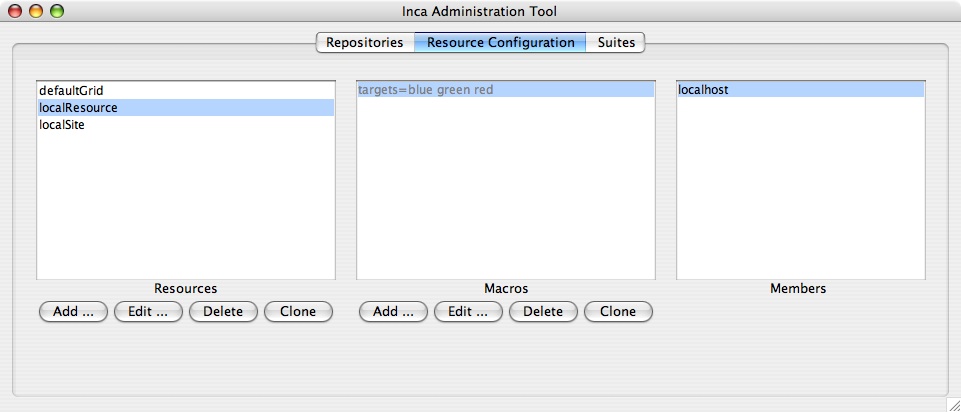 Inca Administration Tool
Repositories Resource Configuration Suites
defaultGrid
localResource
localSite
targets=blue green red
localhost
Resources Macros Members
Add ... Edit ... Delete Clone Add ... Edit ... Delete Clone